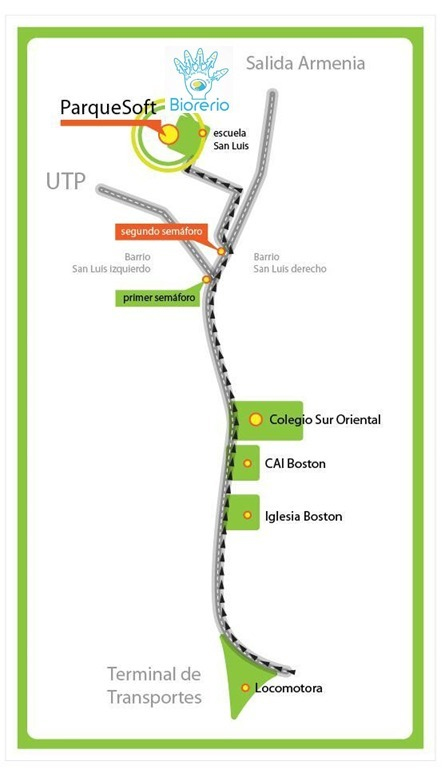 Salida Armenia
ParqueSoft
Biorerio
escuela
San Luis
UTP
segundo semáforo
Barrio
San Luis izquierdo
Barrio
San Luis derecho
primer semáforo
Colegio Sur Oriental
CAI Boston
Iglesia Boston
Terminal de
Transportes
Locomotora